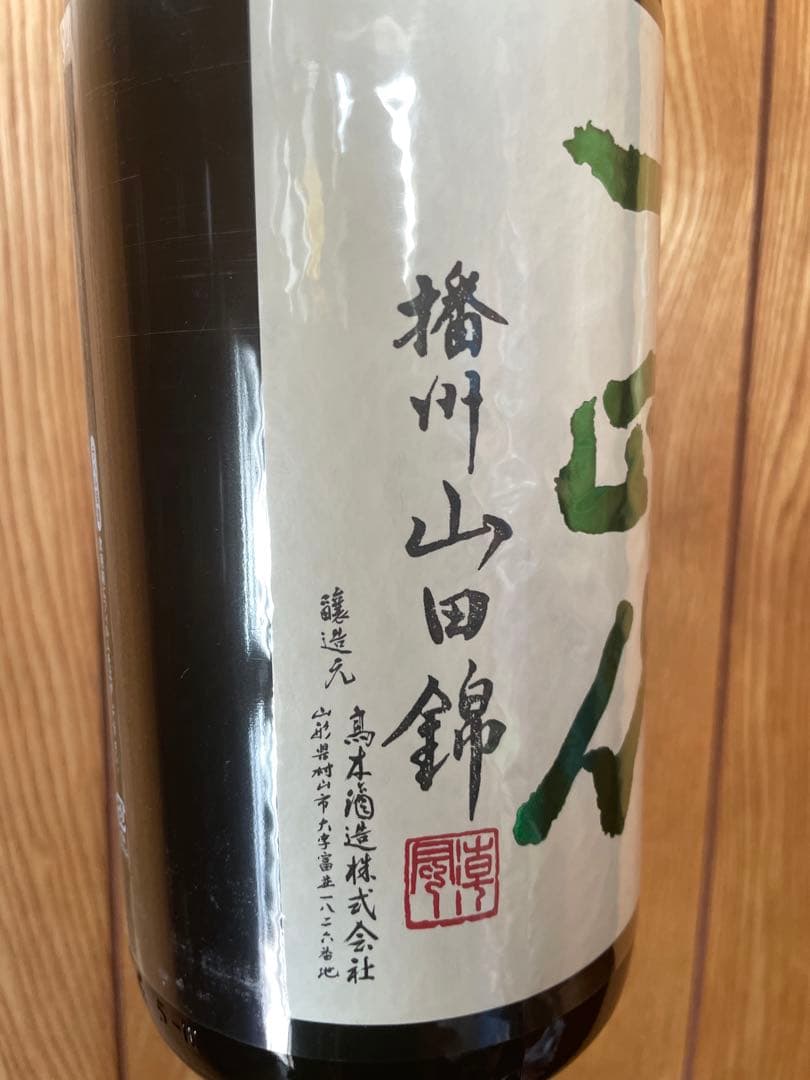 播州山田錦
醸造元
高木酒造株式会社
山形県村山市大字富並一八二六番地